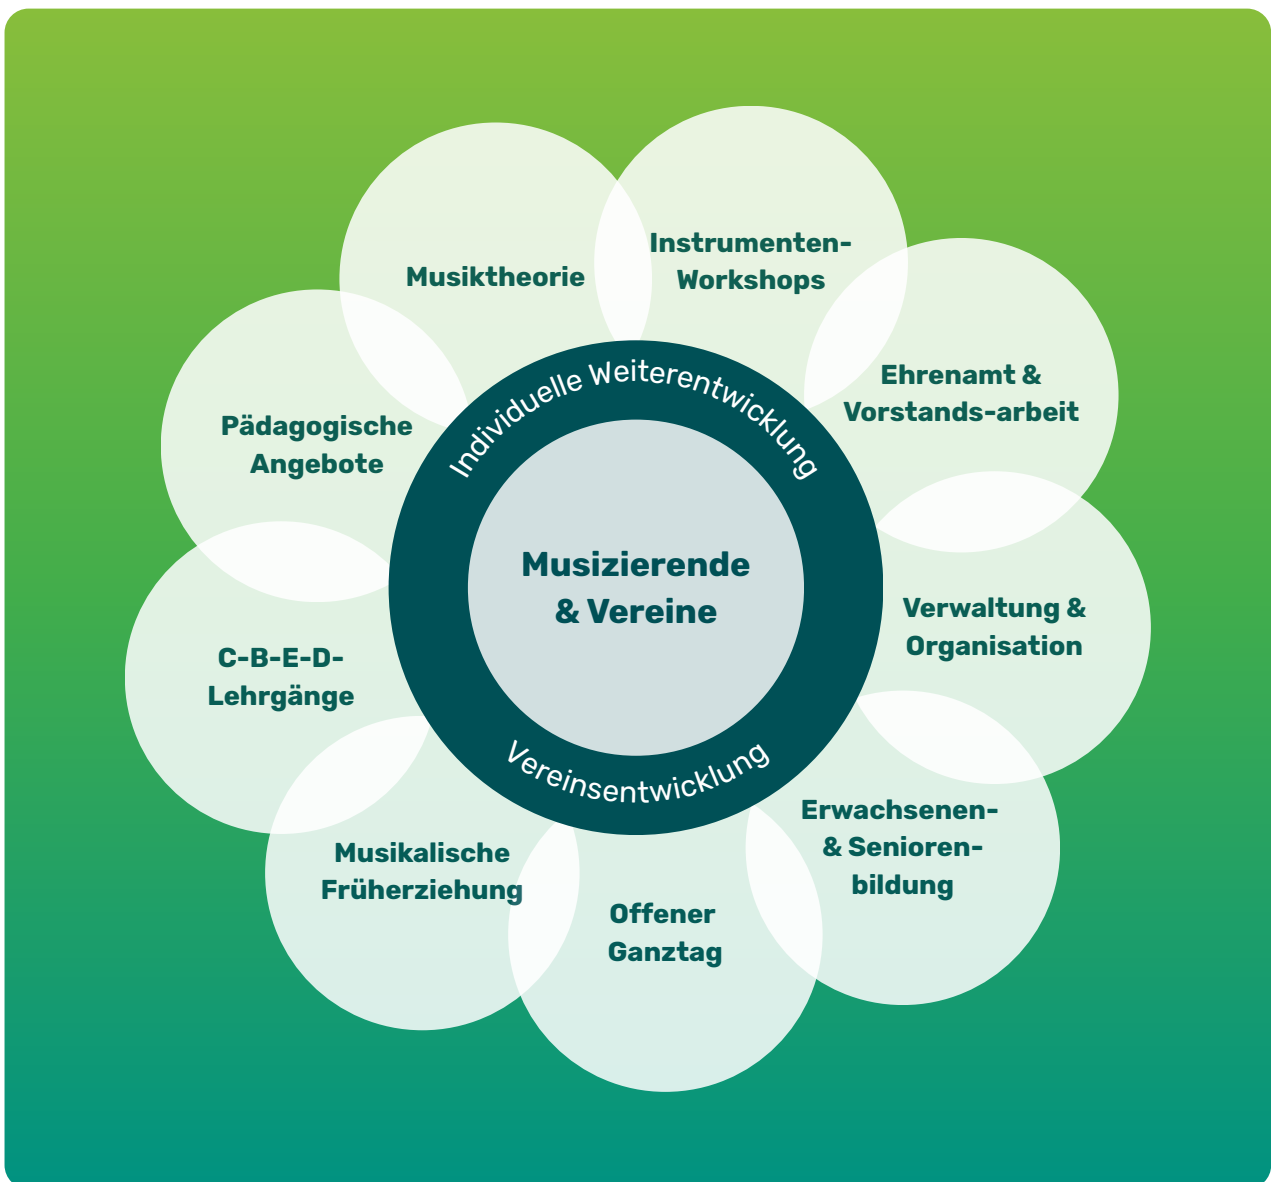 Instrumenten-
Workshops
Musiktheorie
Ehrenamt &
Vorstands-arbeit
Pädagogische
Angebote
Individuelle Weiterentwicklung
Musizierende
& Vereine
Verwaltung &
Organisation
C-B-E-D-
Lehrgänge
Vereinsentwicklung
Erwachsenen-
& Senioren-
bildung
Musikalische
Früherziehung
Offener
Ganztag